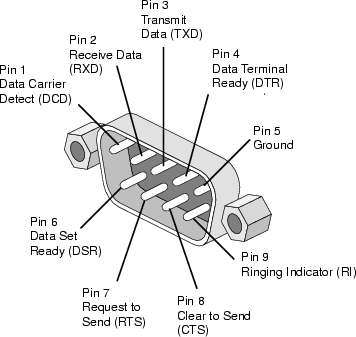 Pin 3
Transmit
Data (TXD)
Pin 2
Receive Data
(RXD)
Pin 4
Data Terminal
Ready (DTR)
Pin 1
Data Carrier
Detect (DCD)
Pin 5
Ground
Pin 6
Data Set
Ready (DSR)
Pin 9
Ringing Indicator (RI)
Pin 7
Request to
Send (RTS)
Pin 8
Clear to Send
(CTS)